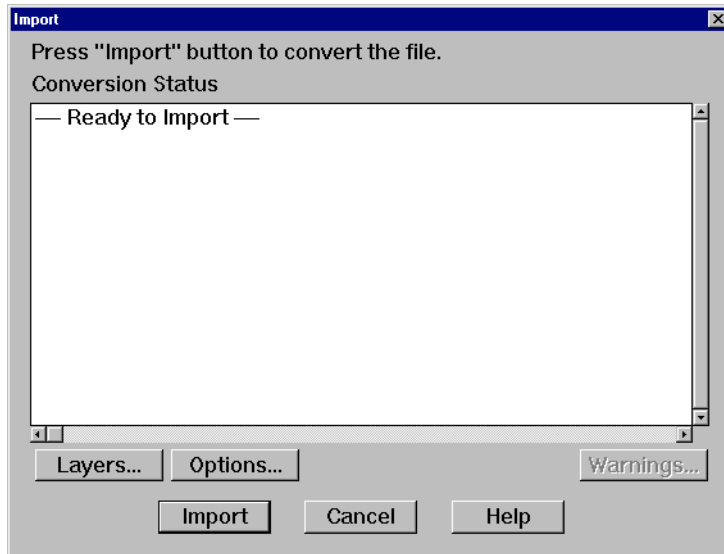 Import
Press "Import" button to convert the file.
Conversion Status
— Ready to Import —
Layers... Options... Warnings...
Import Cancel Help